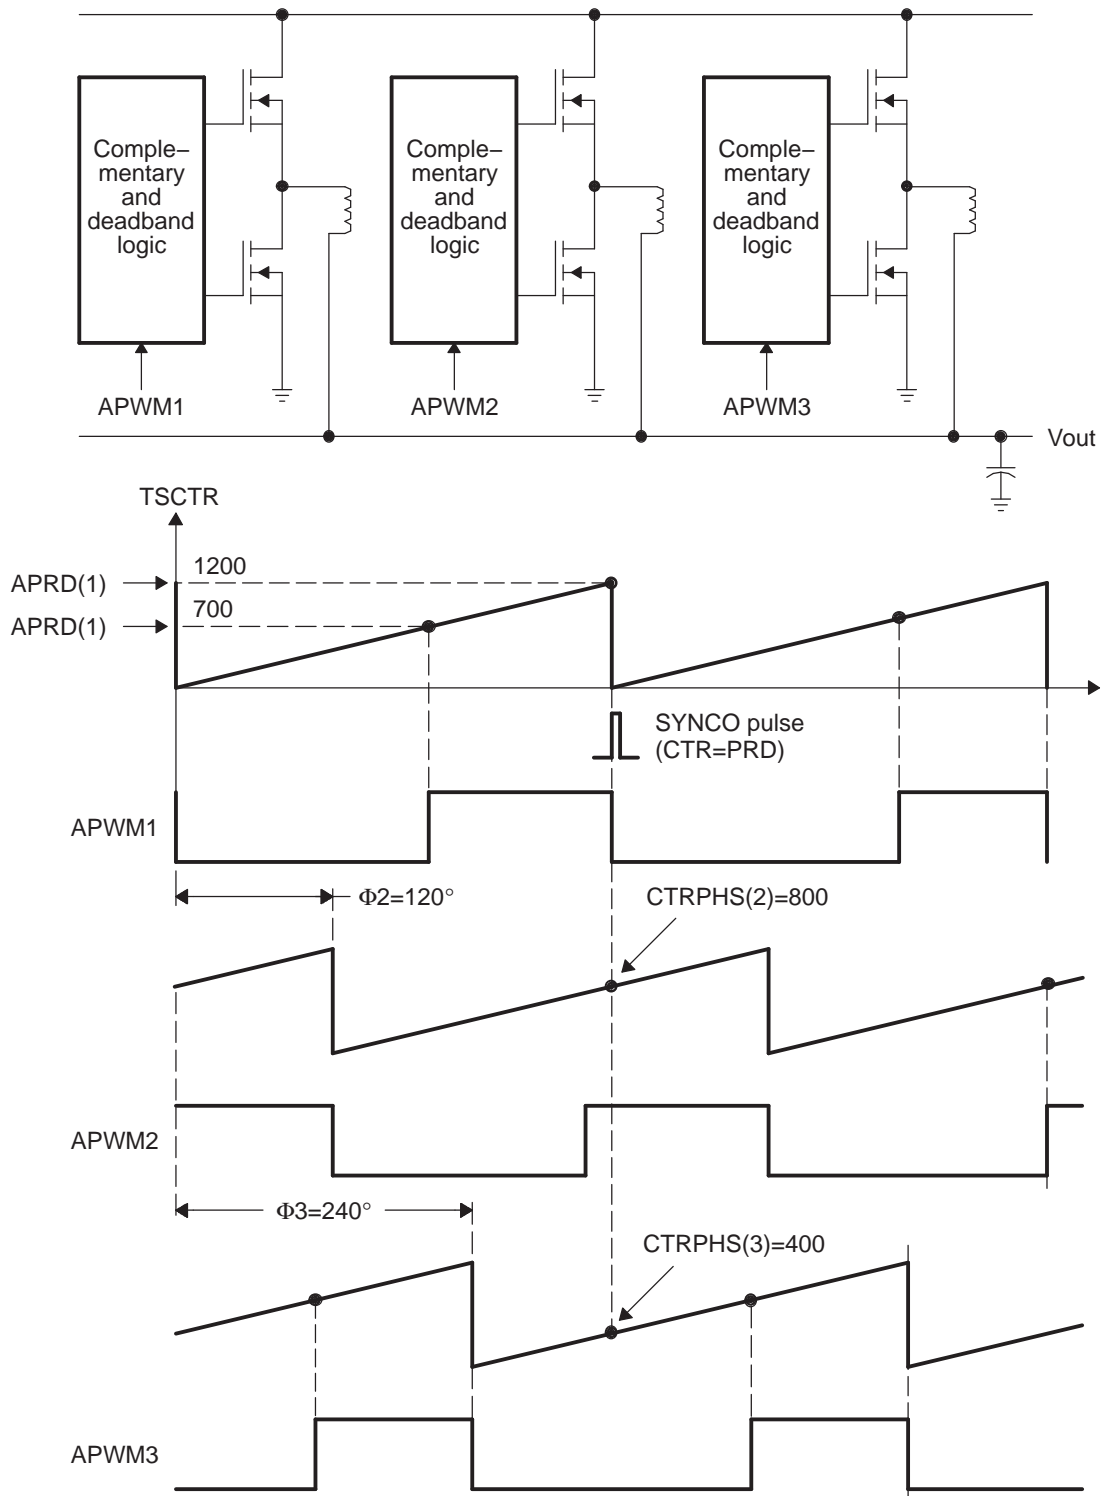 Comple–
mentary
and
deadband
logic
Comple–
mentary
and
deadband
logic
Comple–
mentary
and
deadband
logic
APWM1
APWM2
APWM3
Vout
TSCTR
APRD(1)
1200
APRD(1)
700
SYNCO pulse
(CTR=PRD)
APWM1
Φ2=120°
CTRPHS(2)=800
APWM2
Φ3=240°
CTRPHS(3)=400
APWM3